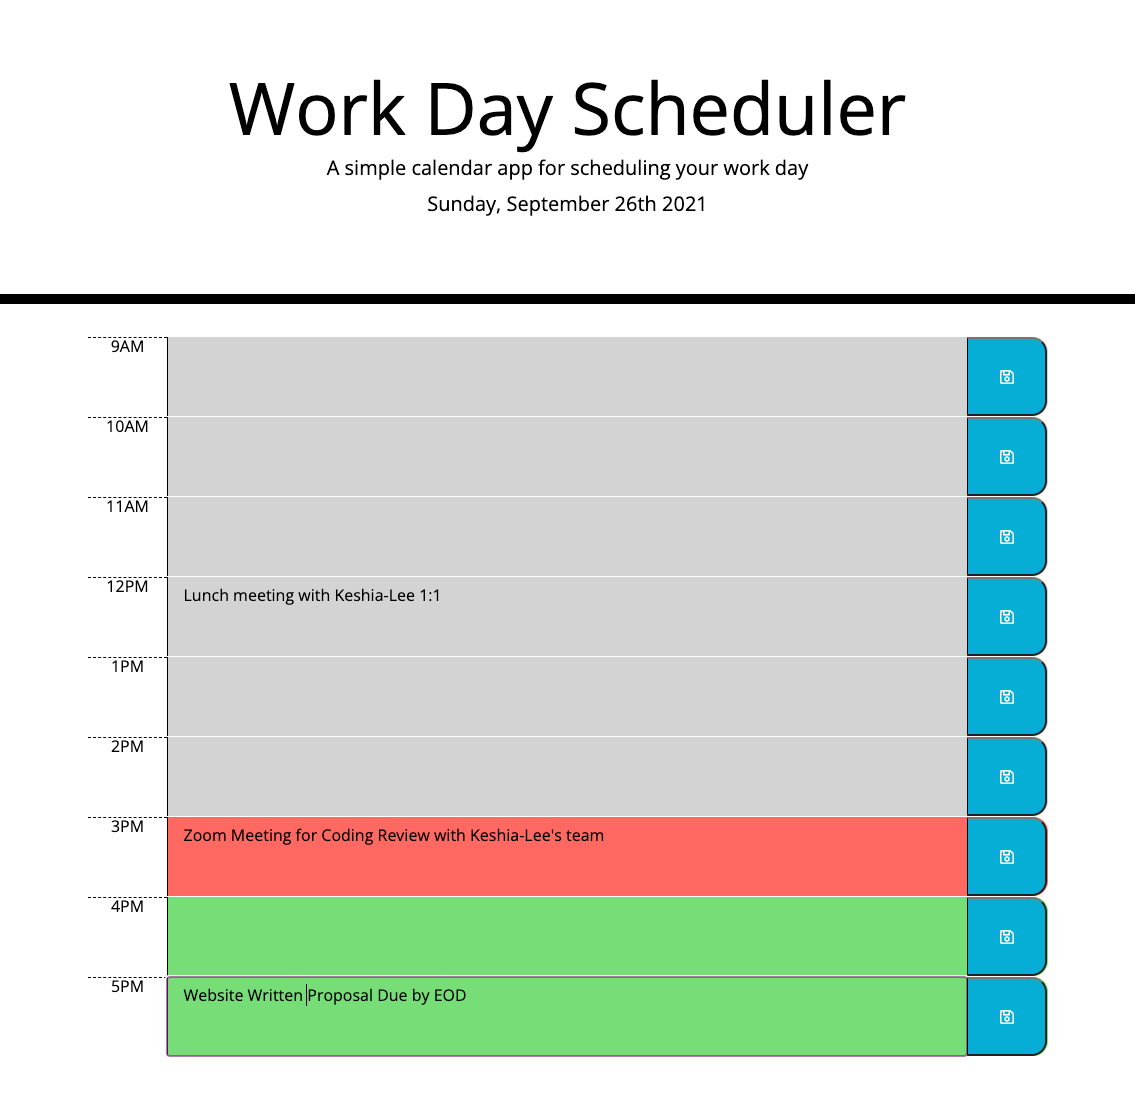 Work Day Scheduler
A simple calendar app for scheduling your work day
Sunday, September 26th 2021
9AM
10AM
11AM
12PM
Lunch meeting with Keshia-Lee 1:1
1PM
2PM
3PM
Zoom Meeting for Coding Review with Keshia-Lee's team
4PM
5PM
Website Written Proposal Due by EOD